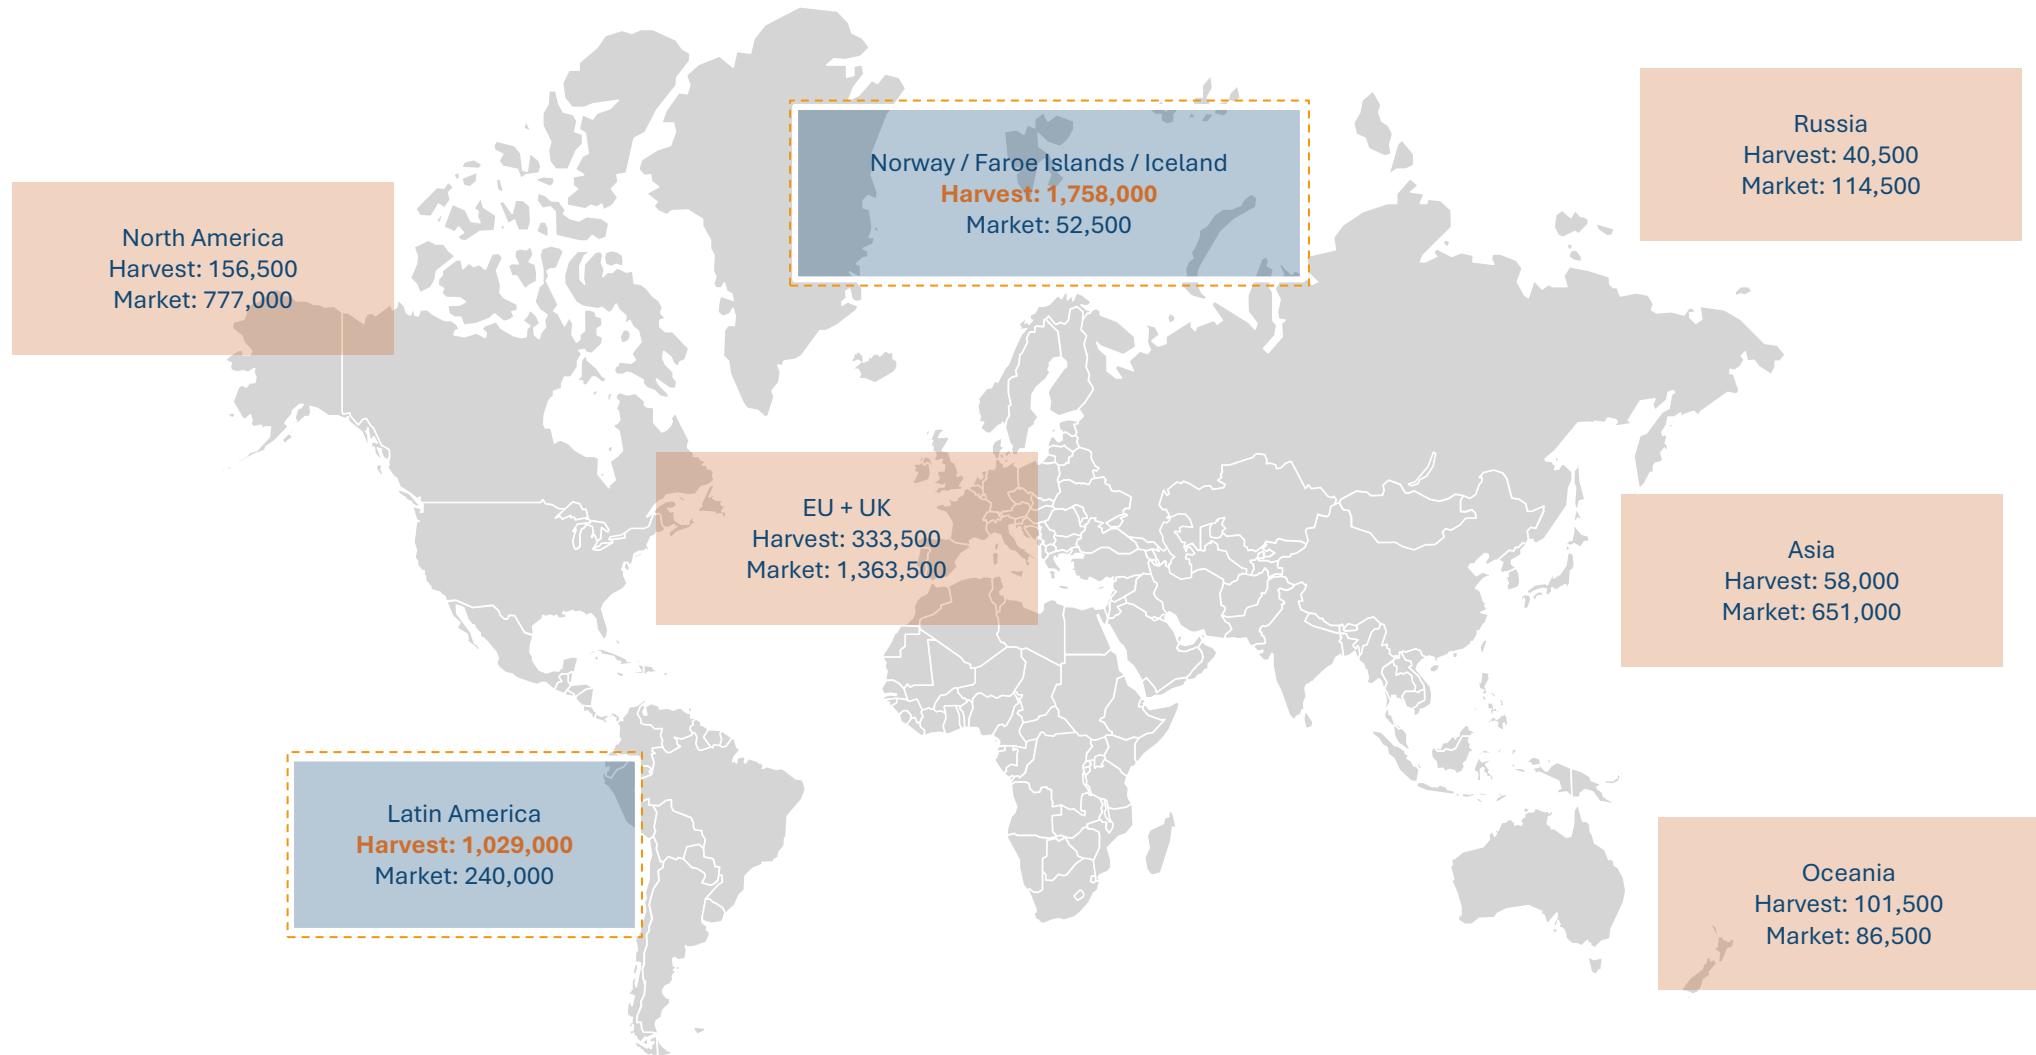 Russia
Harvest: 40,500
Market: 114,500
Norway / Faroe Islands / Iceland
Harvest: 1,758,000
Market: 52,500
North America
Harvest: 156,500
Market: 777,000
EU + UK
Harvest: 333,500
Market: 1,363,500
Asia
Harvest: 58,000
Market: 651,000
Latin America
Harvest: 1,029,000
Market: 240,000
Oceania
Harvest: 101,500
Market: 86,500